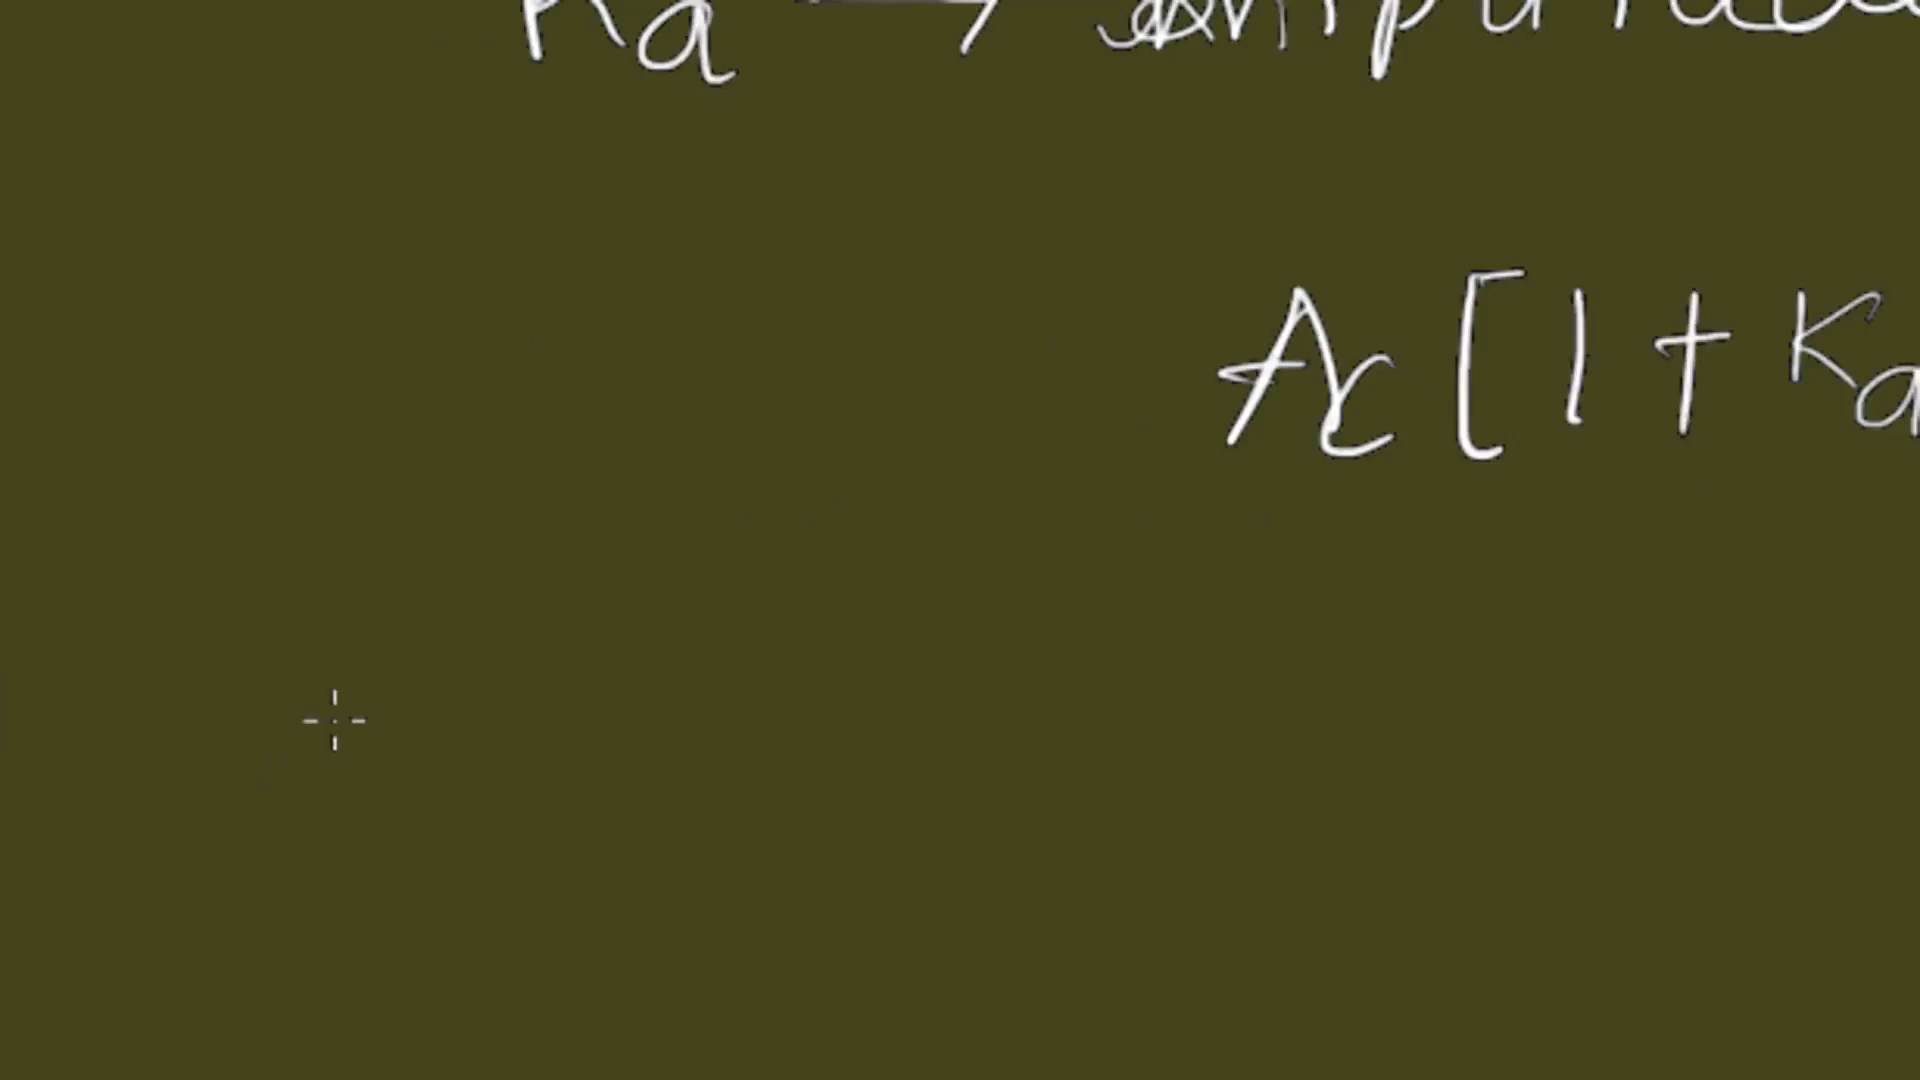 Ka →
Ac [ 1 + Ka